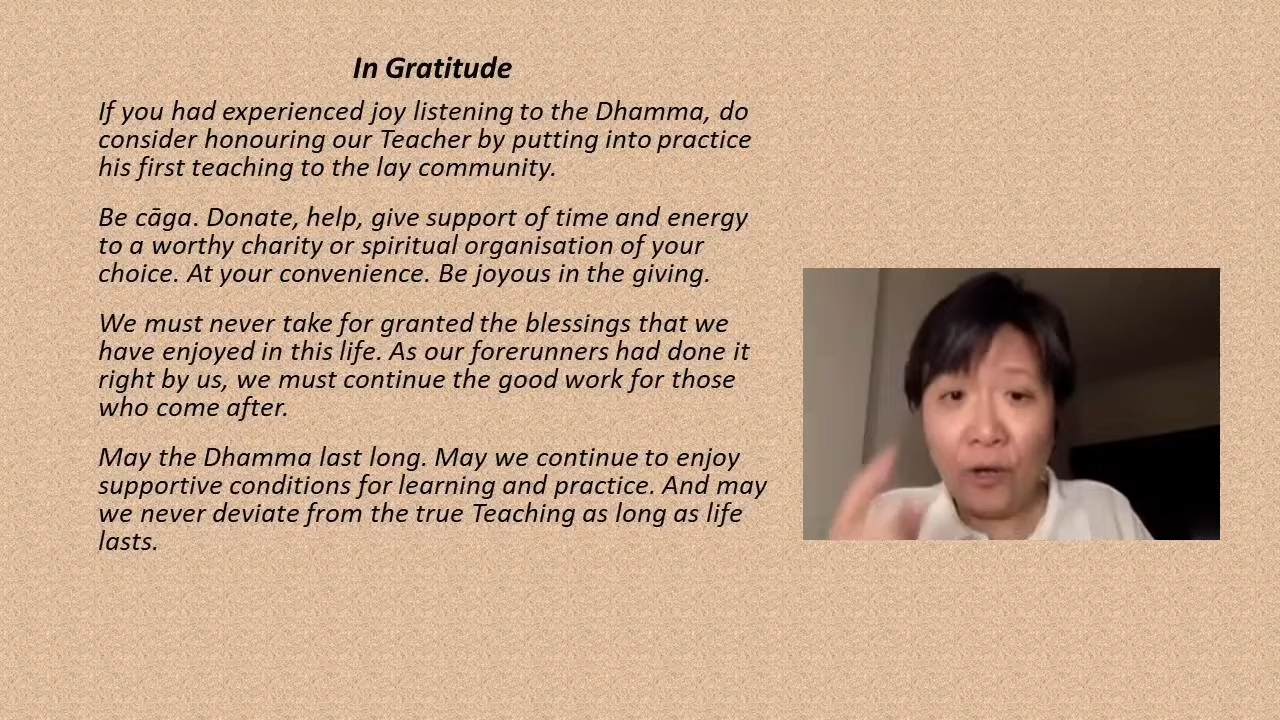 In Gratitude
If you had experienced joy listening to the Dhamma, do
consider honouring our Teacher by putting into practice
his first teaching to the lay community.
Be cāga. Donate, help, give support of time and energy
to a worthy charity or spiritual organisation of your
choice. At your convenience. Be joyous in the giving.
We must never take for granted the blessings that we
have enjoyed in this life. As our forerunners had done it
right by us, we must continue the good work for those
who come after.
May the Dhamma last long. May we continue to enjoy
supportive conditions for learning and practice. And may
we never deviate from the true Teaching as long as life
lasts.